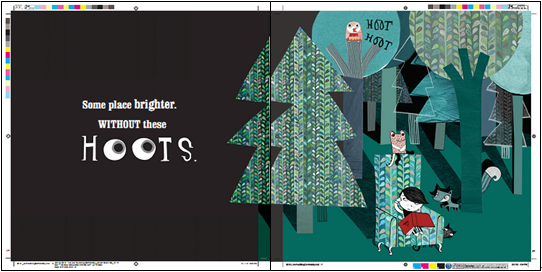 Some place brighter.
WITHOUT these
HOOTS.
HOOT
HOOT